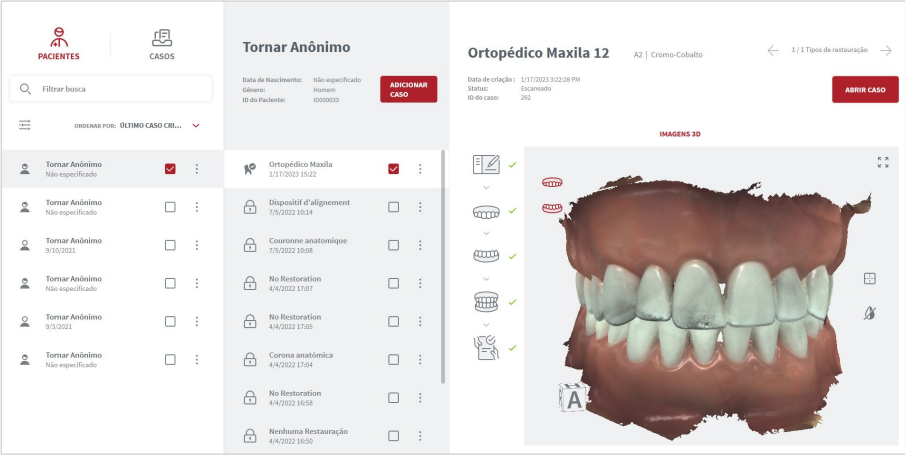 PACIENTES
CASOS
Filtrar busca
ORDENAR POR: ÚLTIMO CASO CRI...
Tornar Anônimo
Não especificado
Tornar Anônimo
Não especificado
Tornar Anônimo
9/10/2021
Tornar Anônimo
Não especificado
Tornar Anônimo
9/3/2021
Tornar Anônimo
Não especificado
Tornar Anônimo
Data de Nascimento: Não especificado
Gênero: Homem
ID do Paciente: ID000033
ADICIONAR
CASO
Ortopédico Maxila
1/17/2023 15:22
Dispositif d'alignement
7/5/2022 10:14
Couronne anatomique
7/5/2022 10:08
No Restoration
4/4/2022 17:07
No Restoration
4/4/2022 17:05
Corona anatómica
4/4/2022 17:04
No Restoration
4/4/2022 16:58
Nenhuma Restauração
4/4/2022 16:50
Ortopédico Maxila 12
A2 | Cromo-Cobalto
1/1 Tipos de restauração
Data de criação : 1/17/2023 3:22:28 PM
Status: Escaneado
ID do caso: 262
ABRIR CASO
IMAGENS 3D
A